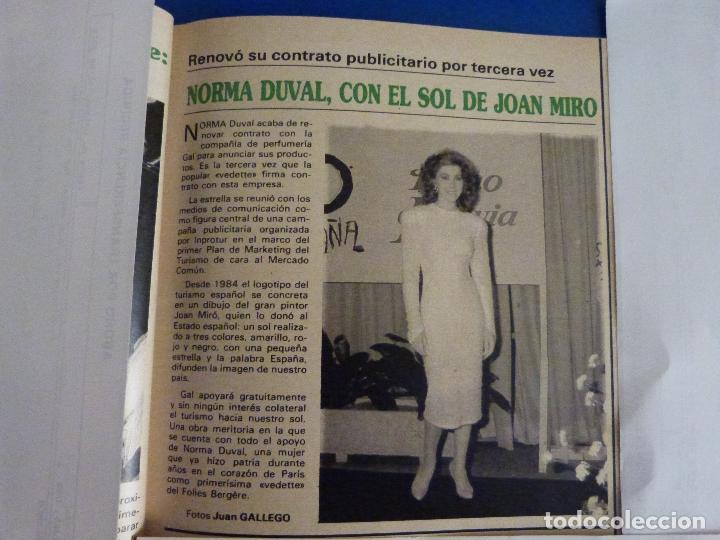 Renovó su contrato publicitario por tercera vez
NORMA DUVAL, CON EL SOL DE JOAN MIRO
NORMA Duval acaba de re-
novar contrato con la
compañía de perfumería
Gal para anunciar sus produc-
tos. Es la tercera vez que la
popular «vedette» firma con-
trato con esta empresa.
La estrella se reunió con los
medios de comunicación como
figura central de una cam-
paña publicitaria organizada
por Inprotur en el marco del
primer Plan de Marketing del
Turismo de cara al Mercado
Común.
Desde 1984 el logotipo del
turismo español se concreta
en un dibujo del gran pintor
Joan Miró, quien lo donó al
Estado español: un sol realiza-
do a tres colores, amarillo, ro-
jo y negro, con una pequeña
estrella y la palabra España,
difunden la imagen de nuestro
país.
Gal apoyará gratuitamente
y sin ningún interés colateral
el turismo hacia nuestro sol.
Una obra meritoria en la que
se cuenta con todo el apoyo
de Norma Duval, una mujer
que ya hizo patria durante
años en el corazón de París
como primerísima «vedette»
del Folies Bergère.
Fotos Juan GALLEGO
e:
roxi-
ime-
parar
todocoleccion.net